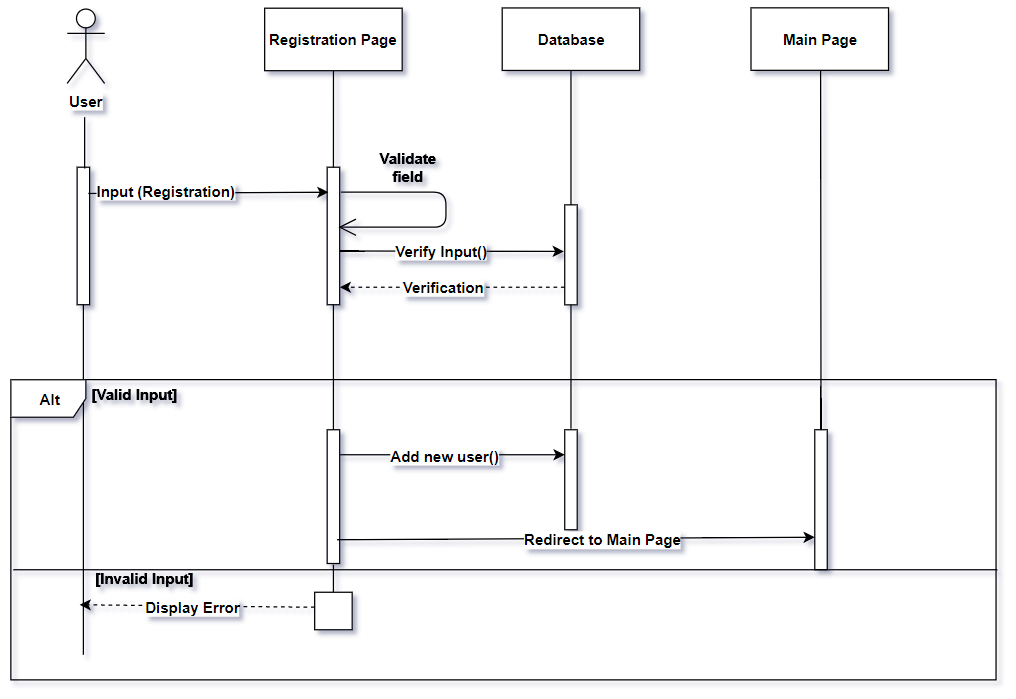 Registration Page
Database
Main Page
User
Validate
field
Input (Registration)
Verify Input()
Verification
Alt
[Valid Input]
Add new user()
Redirect to Main Page
[Invalid Input]
Display Error